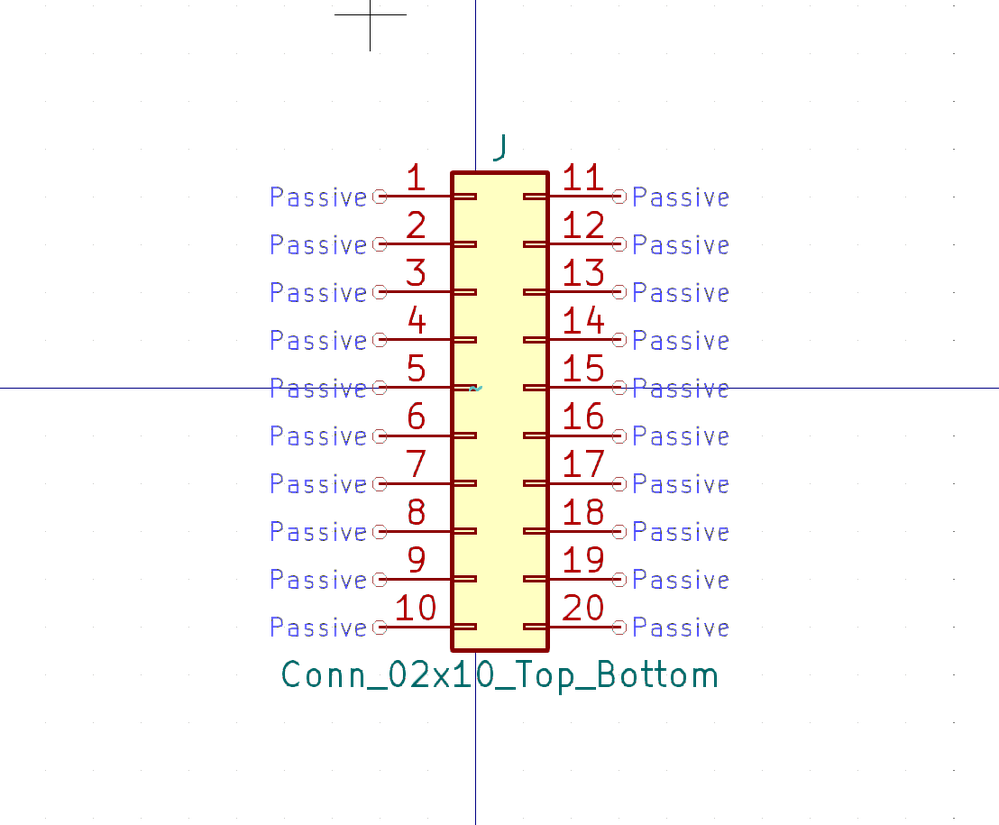 J
Passive 1 11 Passive
Passive 2 12 Passive
Passive 3 13 Passive
Passive 4 14 Passive
Passive 5 15 Passive
Passive 6 16 Passive
Passive 7 17 Passive
Passive 8 18 Passive
Passive 9 19 Passive
Passive 10 20 Passive
Conn_02x10_Top_Bottom